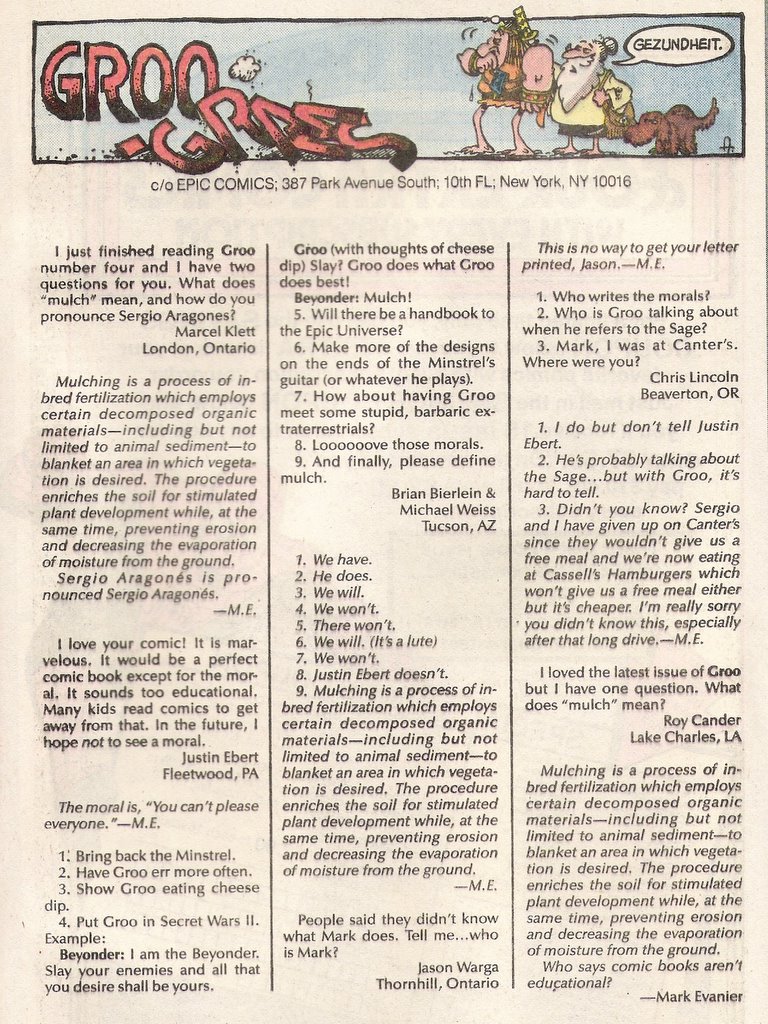 GROO
-GRAMS
GEZUNDHEIT.
c/o EPIC COMICS; 387 Park Avenue South; 10th FL; New York, NY 10016
I just finished reading Groo
number four and I have two
questions for you. What does
"mulch" mean, and how do you
pronounce Sergio Aragones?
Marcel Klett
London, Ontario
Mulching is a process of in-
bred fertilization which employs
certain decomposed organic
materials—including but not
limited to animal sediment—to
blanket an area in which vegeta-
tion is desired. The procedure
enriches the soil for stimulated
plant development while, at the
same time, preventing erosion
and decreasing the evaporation
of moisture from the ground.
Sergio Aragonés is pro-
nounced Sergio Aragonés.
—M.E.
I love your comic! It is mar-
velous. It would be a perfect
comic book except for the mor-
al. It sounds too educational.
Many kids read comics to get
away from that. In the future, I
hope not to see a moral.
Justin Ebert
Fleetwood, PA
The moral is, "You can't please
everyone."—M.E.
1. Bring back the Minstrel.
2. Have Groo err more often.
3. Show Groo eating cheese
dip.
4. Put Groo in Secret Wars II.
Example:
Beyonder: I am the Beyonder.
Slay your enemies and all that
you desire shall be yours.
Groo (with thoughts of cheese
dip) Slay? Groo does what Groo
does best!
Beyonder: Mulch!
5. Will there be a handbook to
the Epic Universe?
6. Make more of the designs
on the ends of the Minstrel's
guitar (or whatever he plays).
7. How about having Groo
meet some stupid, barbaric ex-
traterrestrials?
8. Loooooove those morals.
9. And finally, please define
mulch.
Brian Bierlein &
Michael Weiss
Tucson, AZ
1. We have.
2. He does.
3. We will.
4. We won't.
5. There won't.
6. We will. (It's a lute)
7. We won't.
8. Justin Ebert doesn't.
9. Mulching is a process of in-
bred fertilization which employs
certain decomposed organic
materials—including but not
limited to animal sediment—to
blanket an area in which vegeta-
tion is desired. The procedure
enriches the soil for stimulated
plant development while, at the
same time, preventing erosion
and decreasing the evaporation
of moisture from the ground.
—M.E.
People said they didn't know
what Mark does. Tell me...who
is Mark?
Jason Warga
Thornhill, Ontario
This is no way to get your letter
printed, Jason.—M.E.
1. Who writes the morals?
2. Who is Groo talking about
when he refers to the Sage?
3. Mark, I was at Canter's.
Where were you?
Chris Lincoln
Beaverton, OR
1. I do but don't tell Justin
Ebert.
2. He's probably talking about
the Sage...but with Groo, it's
hard to tell.
3. Didn't you know? Sergio
and I have given up on Canter's
since they wouldn't give us a
free meal and we're now eating
at Cassell's Hamburgers which
won't give us a free meal either
but it's cheaper. I'm really sorry
you didn't know this, especially
after that long drive.—M.E.
I loved the latest issue of Groo
but I have one question. What
does "mulch" mean?
Roy Cander
Lake Charles, LA
Mulching is a process of in-
bred fertilization which employs
certain decomposed organic
materials—including but not
limited to animal sediment—to
blanket an area in which vegeta-
tion is desired. The procedure
enriches the soil for stimulated
plant development while, at the
same time, preventing erosion
and decreasing the evaporation
of moisture from the ground.
Who says comic books aren't
educational?
—Mark Evanier